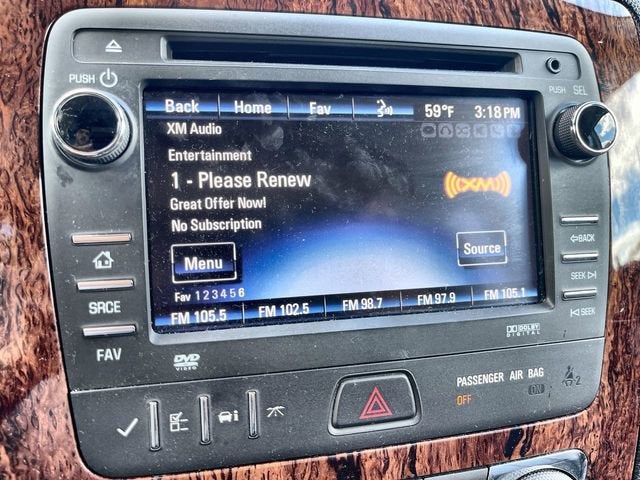 PUSH
PUSH SEL
Back Home Fav 59°F 3:18 PM
XM Audio
Entertainment
1 - Please Renew
((XM))
Great Offer Now!
No Subscription
Menu
Source
Fav 1 2 3 4 5 6
FM 105.5 FM 102.5 FM 98.7 FM 97.9 FM 105.1
BACK
SRCE
SEEK
SEEK
FAV
DVD
VIDEO
DOLBY
DIGITAL
PASSENGER AIR BAG
OFF ON
2